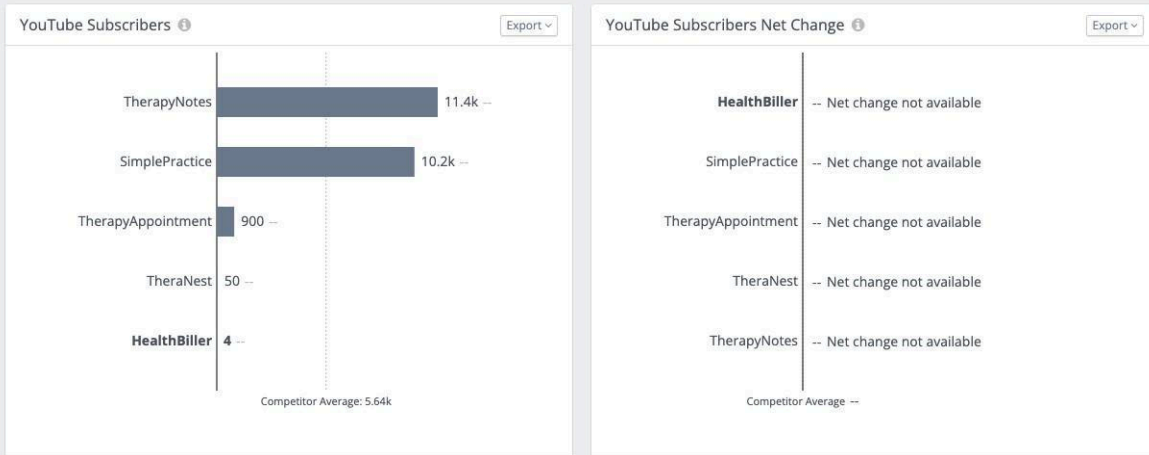 YouTube Subscribers
Export
TherapyNotes 11.4k --
SimplePractice 10.2k --
TherapyAppointment 900 --
TheraNest 50 --
HealthBiller 4 --
Competitor Average: 5.64k
YouTube Subscribers Net Change
Export
HealthBiller -- Net change not available
SimplePractice -- Net change not available
TherapyAppointment -- Net change not available
TheraNest -- Net change not available
TherapyNotes -- Net change not available
Competitor Average --